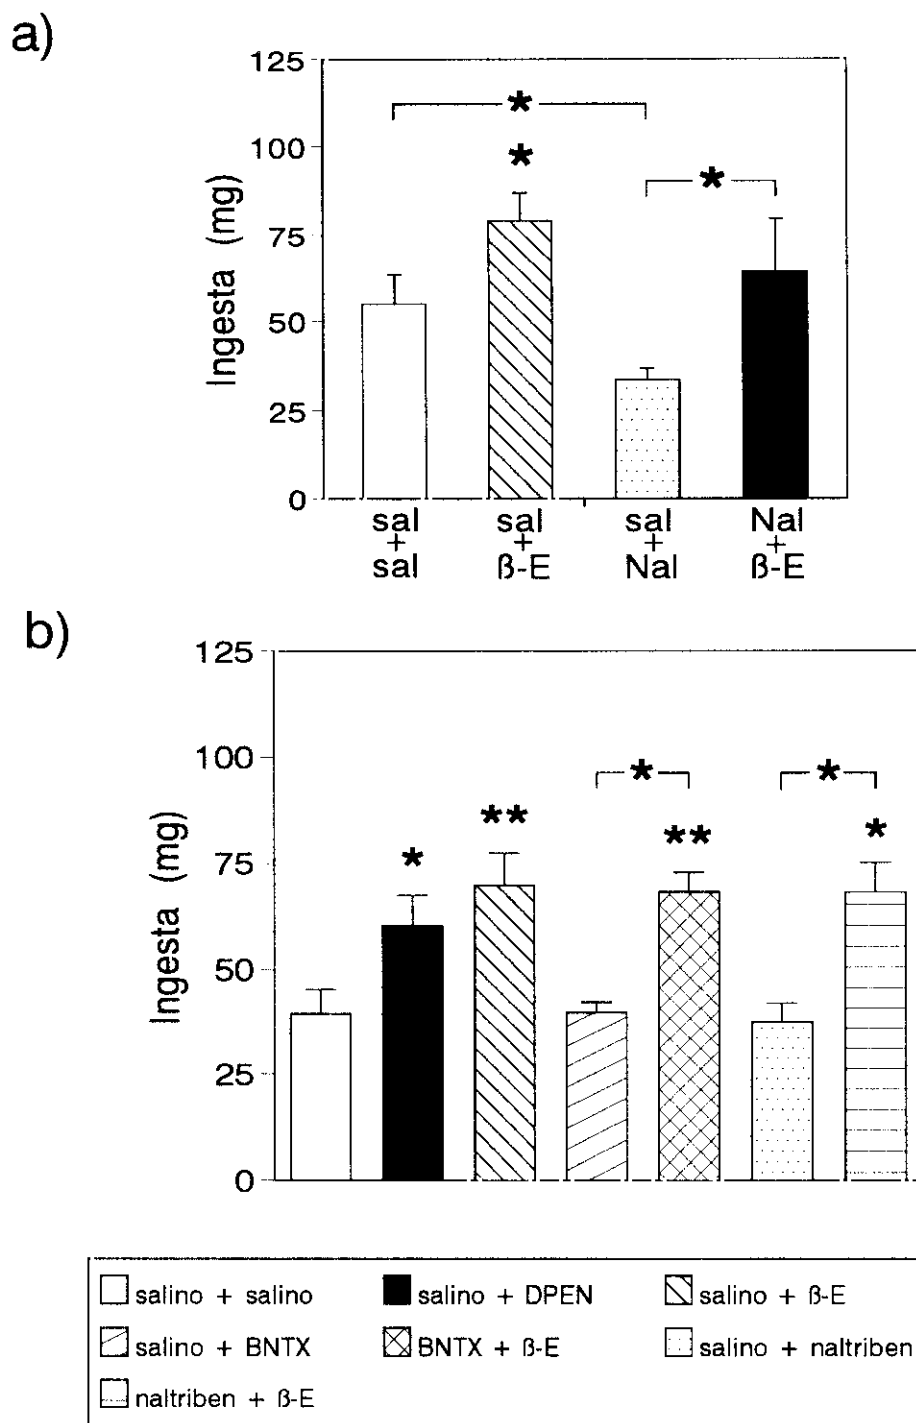 a)
125
100
75
50
25
0
Ingesta (mg)
* * *
sal sal sal Nal
+ + + +
sal ß-E Nal ß-E
b)
125
100
75
50
25
0
Ingesta (mg)
* ** * ** * *
salino + salino salino + DPEN salino + ß-E
salino + BNTX BNTX + ß-E salino + naltriben
naltriben + ß-E